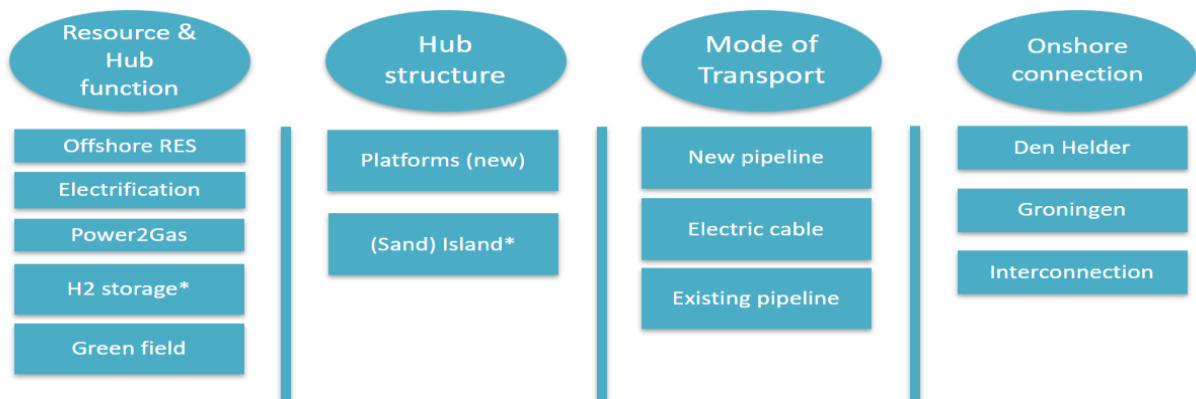 Resource &
Hub
function
Offshore RES
Electrification
Power2Gas
H2 storage*
Green field
Hub
structure
Platforms (new)
(Sand) Island*
Mode of
Transport
New pipeline
Electric cable
Existing pipeline
Onshore
connection
Den Helder
Groningen
Interconnection